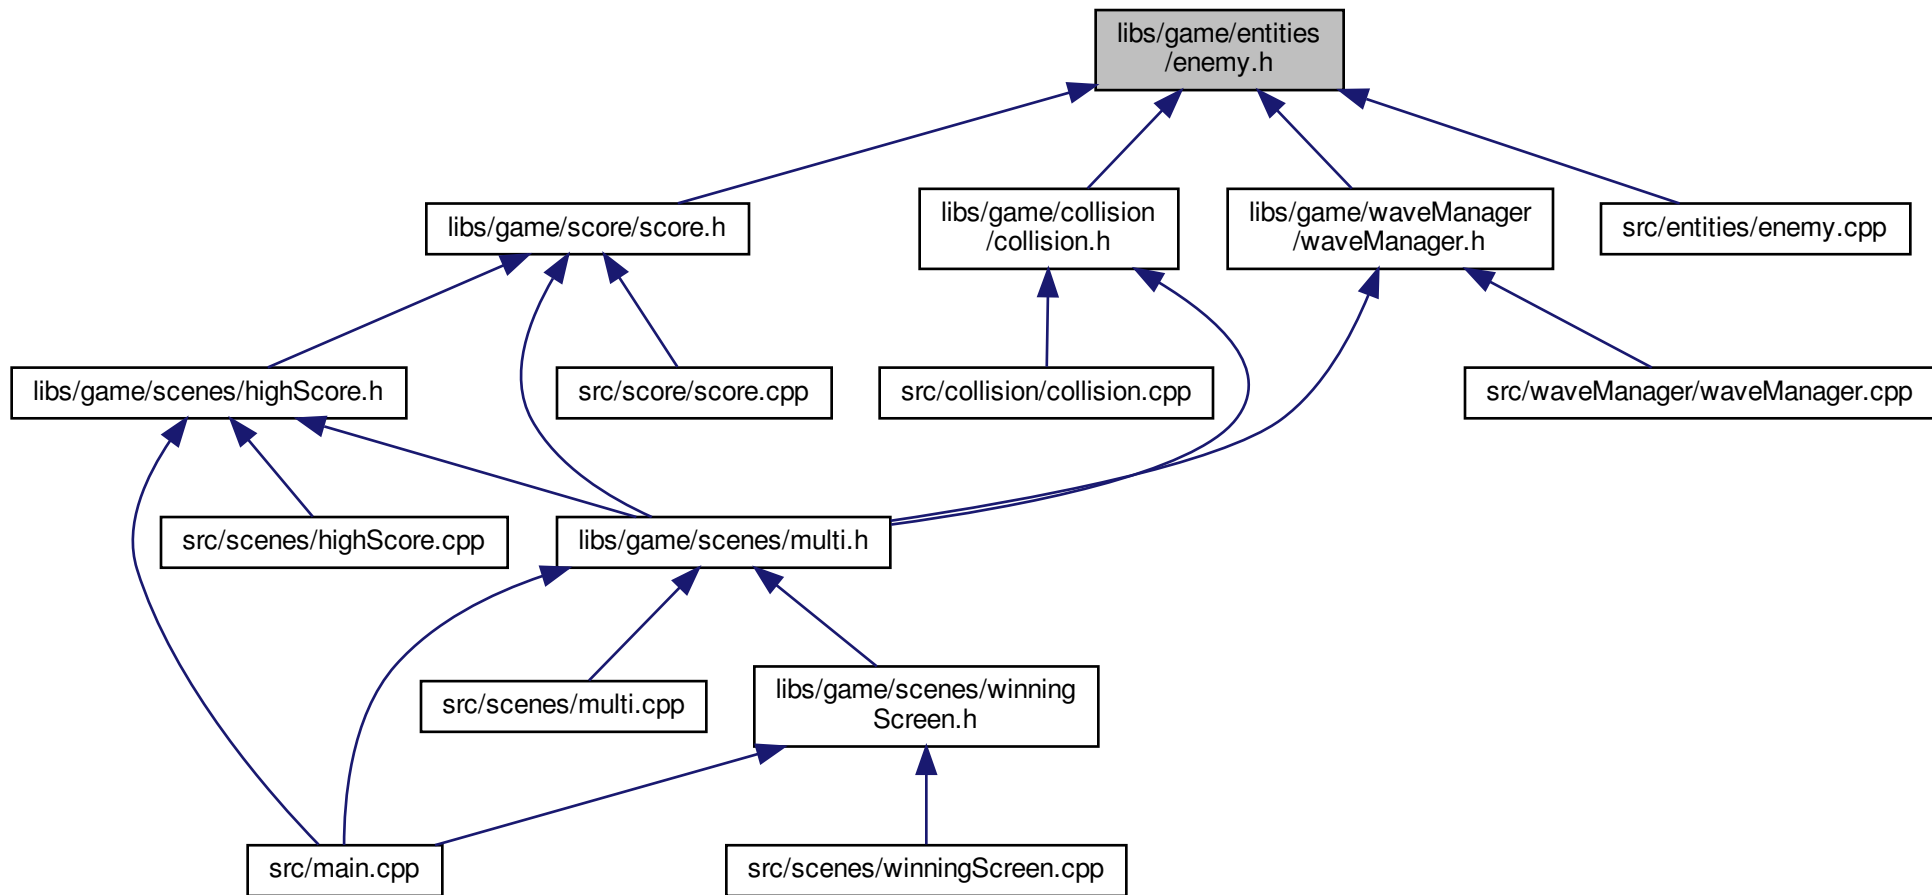 libs/game/entities
/enemy.h
libs/game/score/score.h
libs/game/collision
/collision.h
libs/game/waveManager
/waveManager.h
src/entities/enemy.cpp
libs/game/scenes/highScore.h
src/score/score.cpp
src/collision/collision.cpp
src/waveManager/waveManager.cpp
src/scenes/highScore.cpp
libs/game/scenes/multi.h
src/scenes/multi.cpp
libs/game/scenes/winning
Screen.h
src/main.cpp
src/scenes/winningScreen.cpp